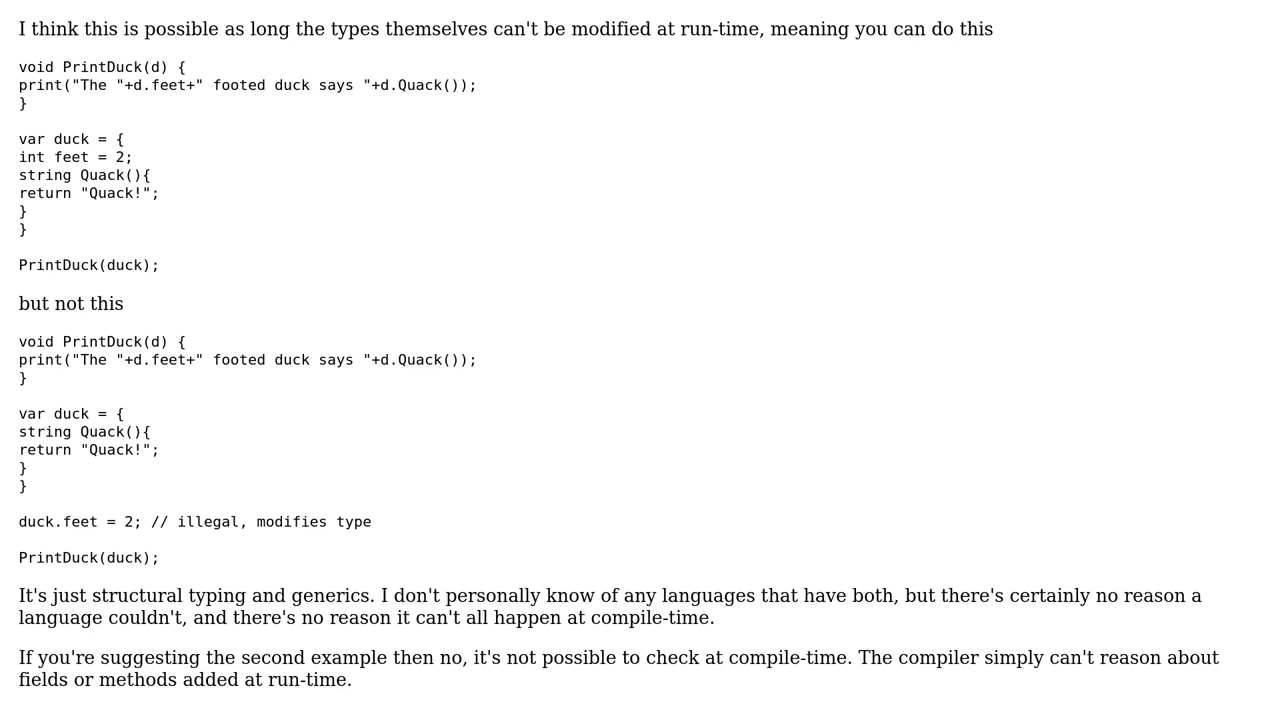 I think this is possible as long the types themselves can't be modified at run-time, meaning you can do this
void PrintDuck(d) {
print("The "+d.feet+" footed duck says "+d.Quack());
}
var duck = {
int feet = 2;
string Quack(){
return "Quack!";
}
}
PrintDuck(duck);
but not this
void PrintDuck(d) {
print("The "+d.feet+" footed duck says "+d.Quack());
}
var duck = {
string Quack(){
return "Quack!";
}
}
duck.feet = 2; // illegal, modifies type
PrintDuck(duck);
It's just structural typing and generics. I don't personally know of any languages that have both, but there's certainly no reason a
language couldn't, and there's no reason it can't all happen at compile-time.
If you're suggesting the second example then no, it's not possible to check at compile-time. The compiler simply can't reason about
fields or methods added at run-time.